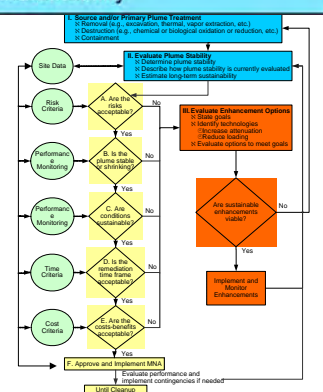 I. Source and/or Primary Plume Treatment
Removal (e.g., excavation, thermal, vapor extraction, etc.)
Destruction (e.g., chemical or biological oxidation or reduction, etc.)
Containment
II. Evaluate Plume Stability
Determine plume stability
Describe how plume stability is currently evaluated
Estimate long-term sustainability
Site Data
Risk
Criteria
A. Are the
risks
acceptable?
No
Yes
III. Evaluate Enhancement Options
State goals
Identify technologies
Increase attenuation
Reduce loading
Evaluate options to meet goals
Performanc
e
Monitoring
B. Is the
plume stable
or shrinking?
No
Yes
Performanc
e
Monitoring
C. Are
conditions
sustainable?
No
Yes
Are sustainable
enhancements
viable?
No
Yes
Time
Criteria
D. Is the
remediation
time frame
acceptable?
No
Yes
Implement and
Monitor
Enhancements
Cost
Criteria
E. Are the
costs-benefits
acceptable?
No
Yes
F. Approve and Implement MNA
Evaluate performance and
implement contingencies if needed
Until Cleanup